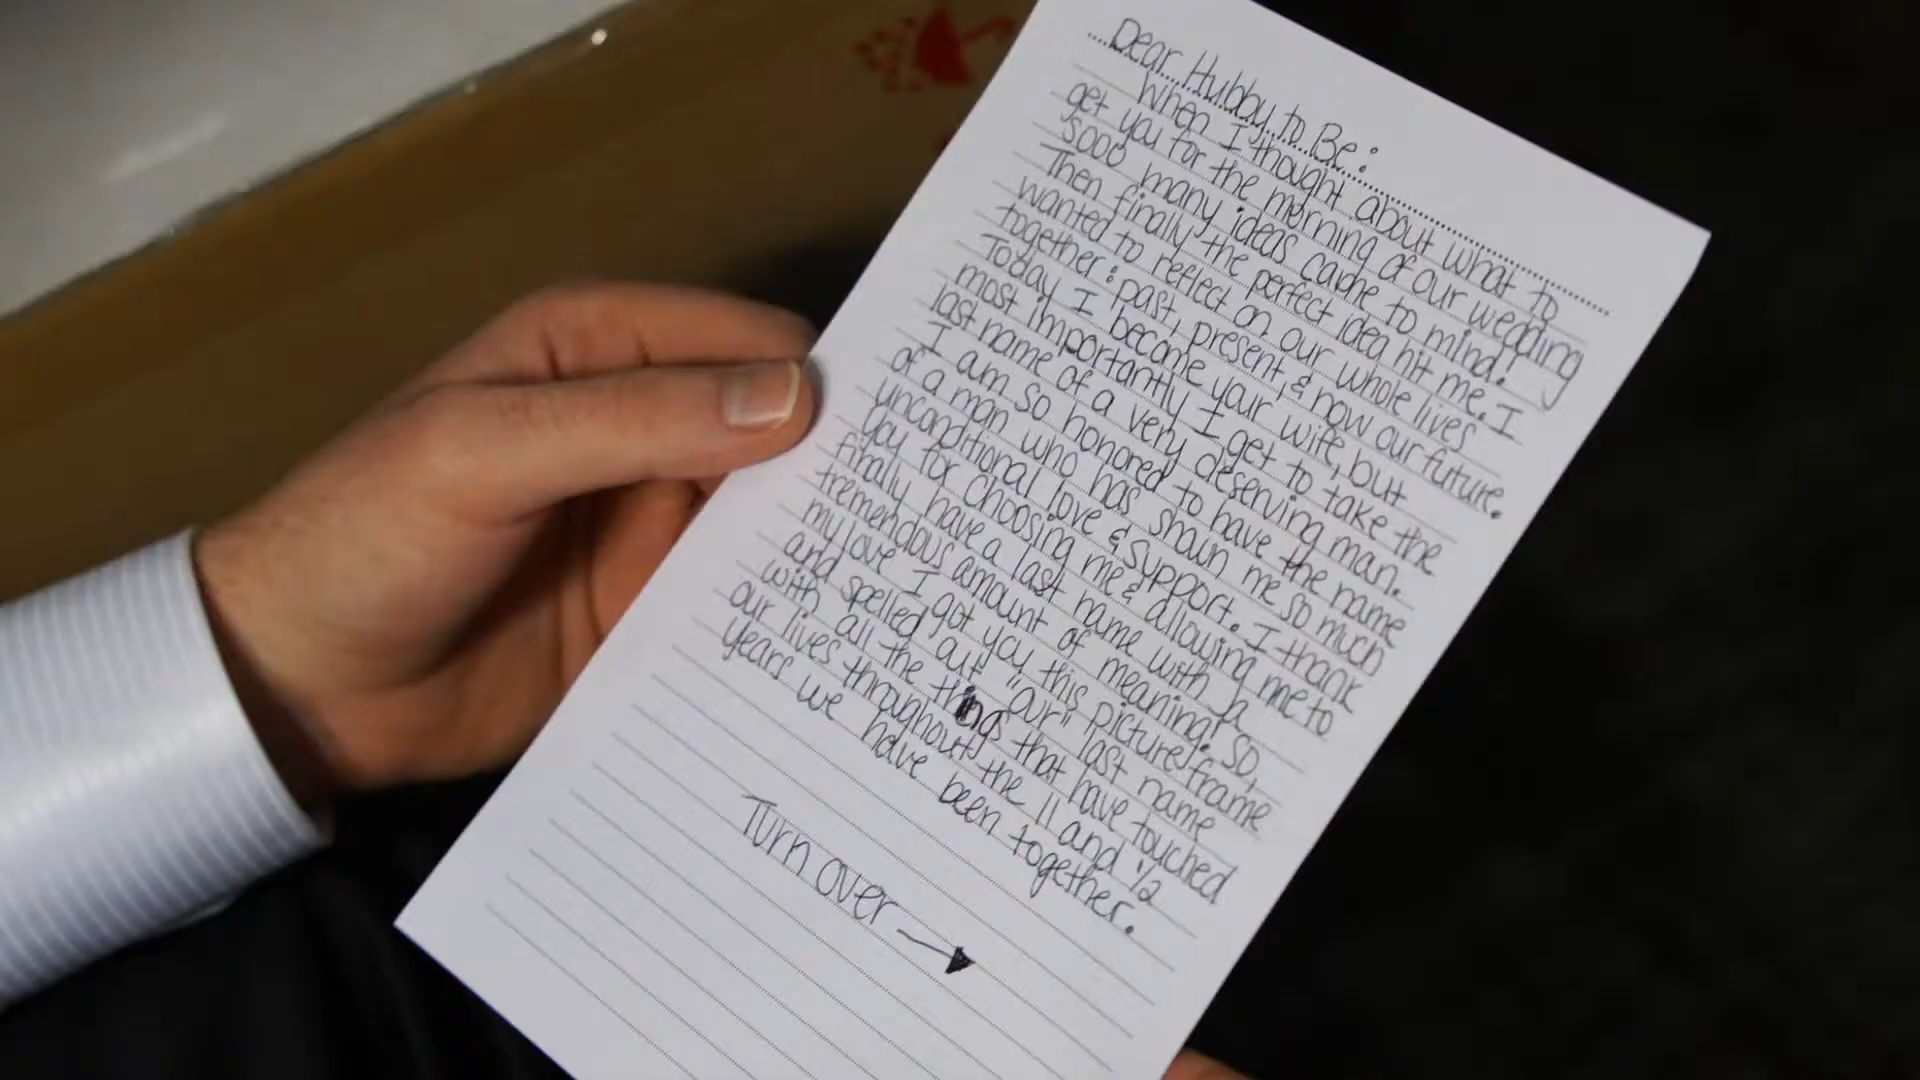 Dear Hubby to Be:
When I thought about what to
get you for the morning of our wedding
sooo many ideas came to mind!
Then finally the perfect idea hit me. I
wanted to reflect on our whole lives
together: past, present, & now our future.
Today I become your wife, but
most importantly I get to take the
last name of a very deserving man.
I am so honored to have the name
of a man who has shown me so much
unconditional love & support. I thank
you for choosing me & allowing me to
finally have a last name with a
tremendous amount of meaning! So,
my love I got you this picture frame
and spelled out "our" last name
with all the things that have touched
our lives throughout the 11 and 1/2
years we have been together.
Turn over →